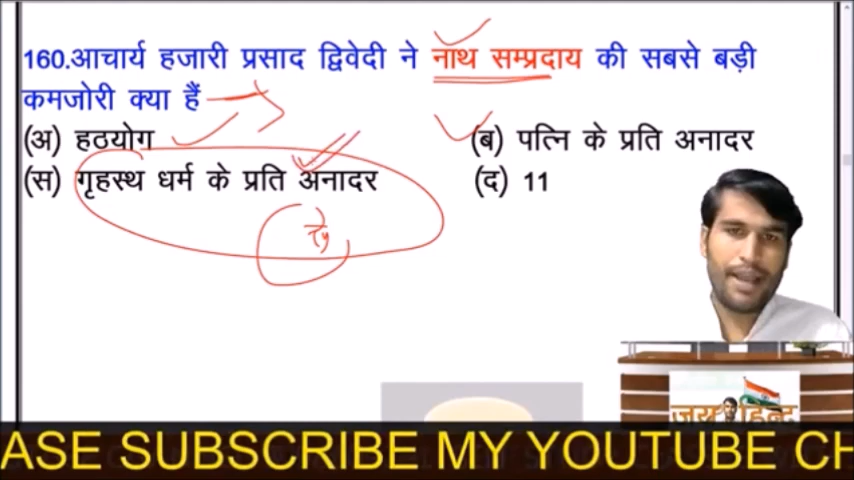 160.आचार्य हजारी प्रसाद द्विवेदी ने नाथ सम्प्रदाय की सबसे बड़ी
कमजोरी क्या हैं
(अ) हठयोग (ब) पत्नि के प्रति अनादर
(स) गृहस्थ धर्म के प्रति अनादर (द) 11
जय हिन्द
ASE SUBSCRIBE MY YOUTUBE CH